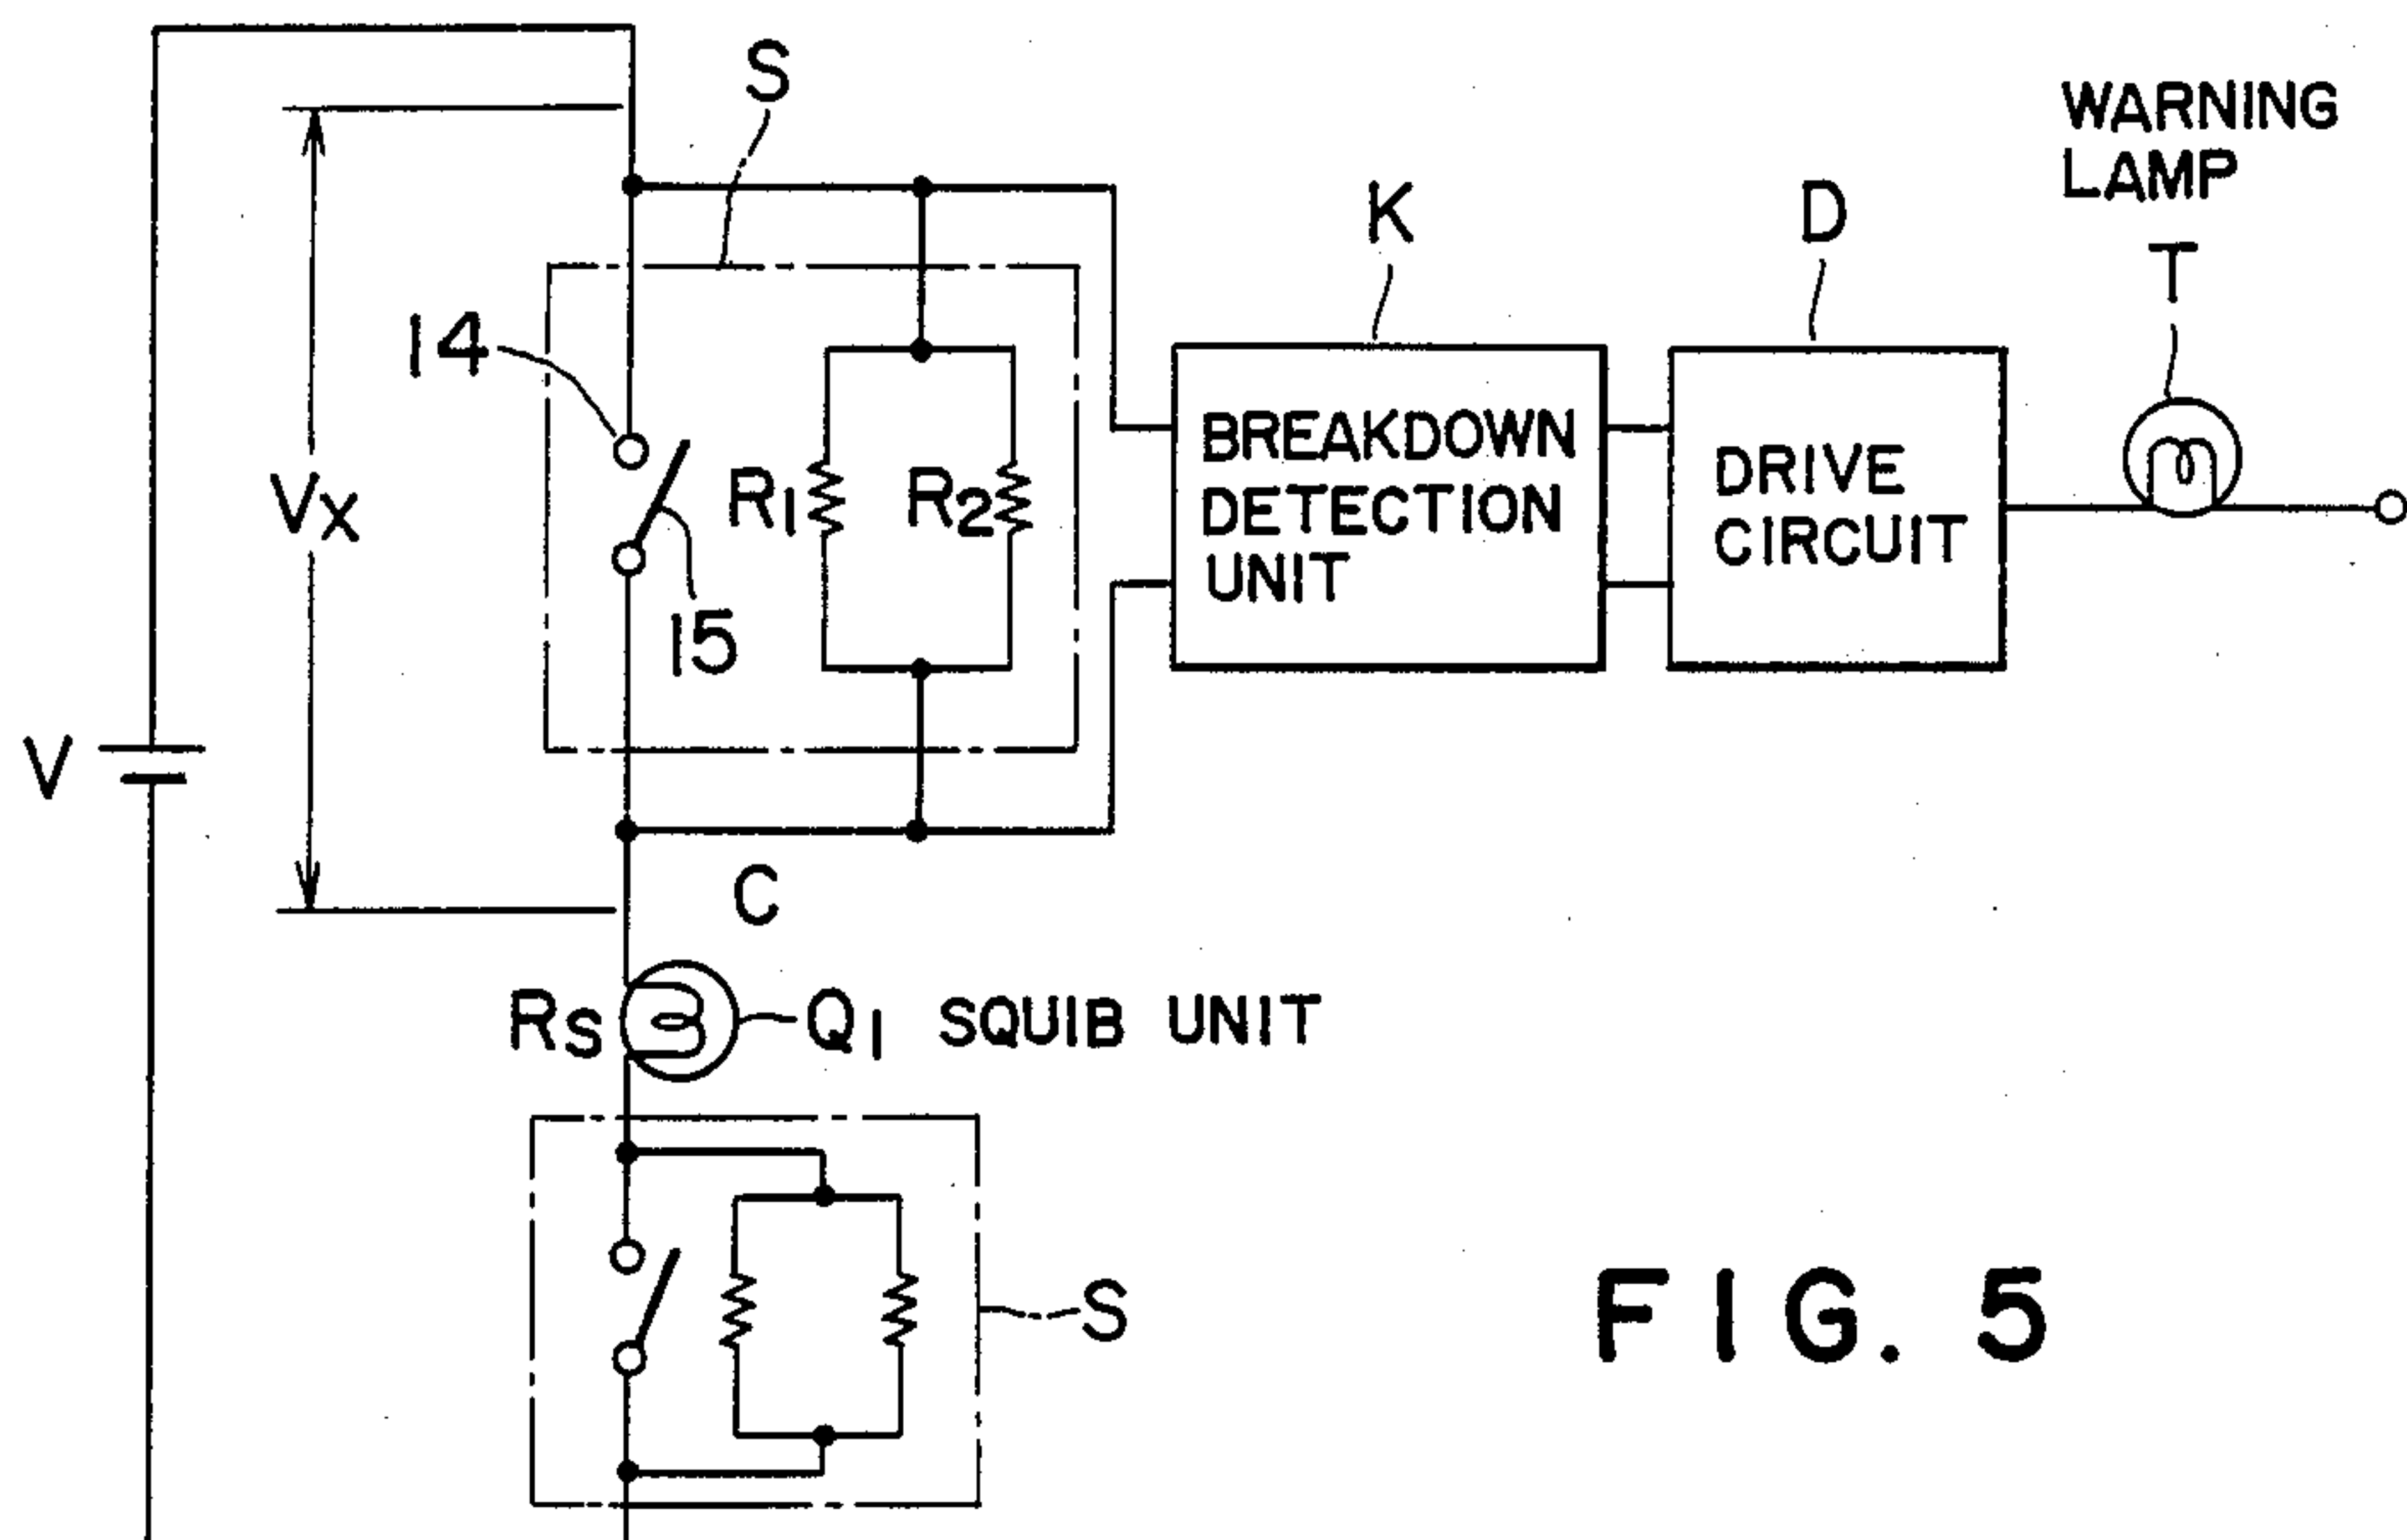 S
WARNING
LAMP
K
D
T
14
VX
R1
R2
BREAKDOWN
DETECTION
UNIT
DRIVE
CIRCUIT
15
V
C
RS
Q1 SQUIB UNIT
S
FIG. 5